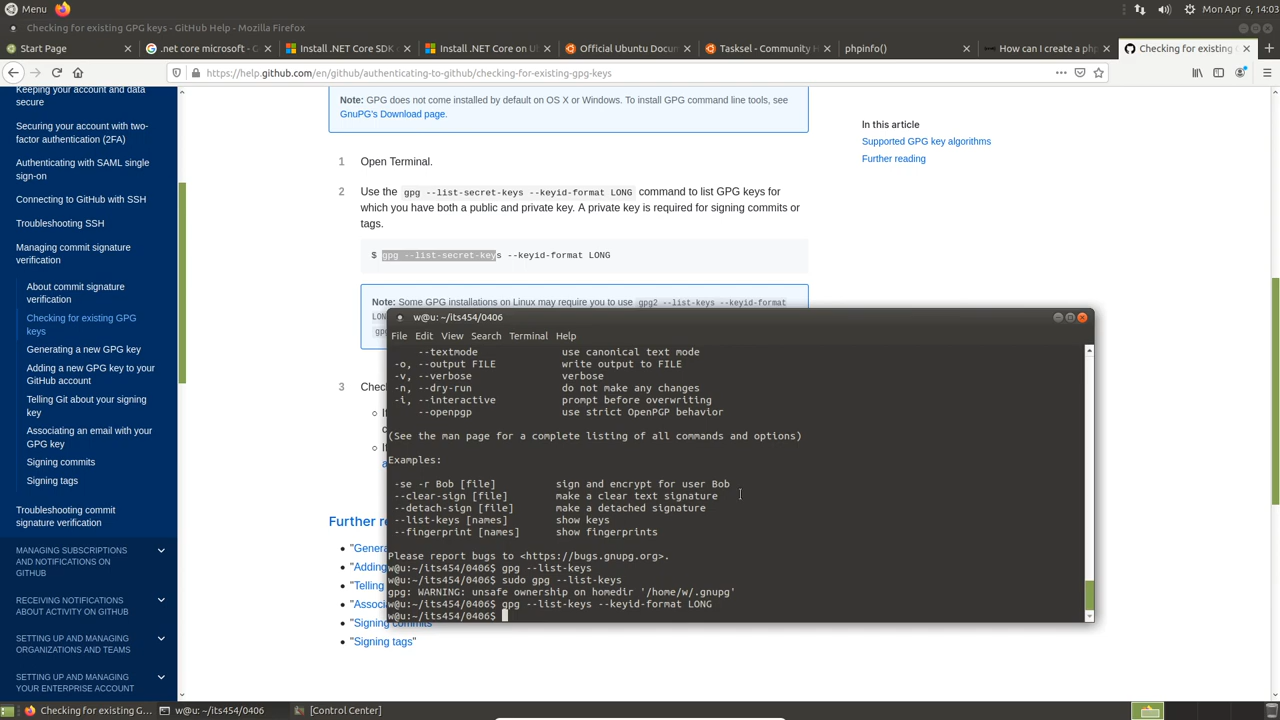 Menu
Mon Apr 6, 14:03
Checking for existing GPG keys - GitHub Help - Mozilla Firefox
Start Page
.net core microsoft - G
Install .NET Core SDK
Install .NET Core on U
Official Ubuntu Docum
Tasksel - Community H
phpinfo()
How can I create a ph
Checking for existing
https://help.github.com/en/github/authenticating-to-github/checking-for-existing-gpg-keys
Keeping your account and data
secure
Securing your account with two-
factor authentication (2FA)
Authenticating with SAML single
sign-on
Connecting to GitHub with SSH
Troubleshooting SSH
Managing commit signature
verification
About commit signature
verification
Checking for existing GPG
keys
Generating a new GPG key
Adding a new GPG key to your
GitHub account
Telling Git about your signing
key
Associating an email with your
GPG key
Signing commits
Signing tags
Troubleshooting commit
signature verification
MANAGING SUBSCRIPTIONS
AND NOTIFICATIONS ON
GITHUB
RECEIVING NOTIFICATIONS
ABOUT ACTIVITY ON GITHUB
SETTING UP AND MANAGING
ORGANIZATIONS AND TEAMS
SETTING UP AND MANAGING
YOUR ENTERPRISE ACCOUNT
Note: GPG does not come installed by default on OS X or Windows. To install GPG command line tools, see
GnuPG's Download page.
1 Open Terminal.
2 Use the gpg --list-secret-keys --keyid-format LONG command to list GPG keys for
which you have both a public and private key. A private key is required for signing commits or
tags.
$ gpg --list-secret-keys --keyid-format LONG
Note: Some GPG installations on Linux may require you to use gpg2 --list-keys --keyid-format
LON
gp
3 Chec
Further re
"Gener
"Adding
"Telling
"Assoc
"Signing commits"
"Signing tags"
In this article
Supported GPG key algorithms
Further reading
w@u: ~/its454/0406
File Edit View Search Terminal Help
--textmode use canonical text mode
-o, --output FILE write output to FILE
-v, --verbose verbose
-n, --dry-run do not make any changes
-i, --interactive prompt before overwriting
--openpgp use strict OpenPGP behavior
(See the man page for a complete listing of all commands and options)
Examples:
-se -r Bob [file] sign and encrypt for user Bob
--clear-sign [file] make a clear text signature
--detach-sign [file] make a detached signature
--list-keys [names] show keys
--fingerprint [names] show fingerprints
Please report bugs to <https://bugs.gnupg.org>.
w@u:~/its454/0406$ gpg --list-keys
w@u:~/its454/0406$ sudo gpg --list-keys
gpg: WARNING: unsafe ownership on homedir '/home/w/.gnupg'
w@u:~/its454/0406$ gpg --list-keys --keyid-format LONG
w@u:~/its454/0406$
Checking for existing G...
w@u: ~/its454/0406
[Control Center]